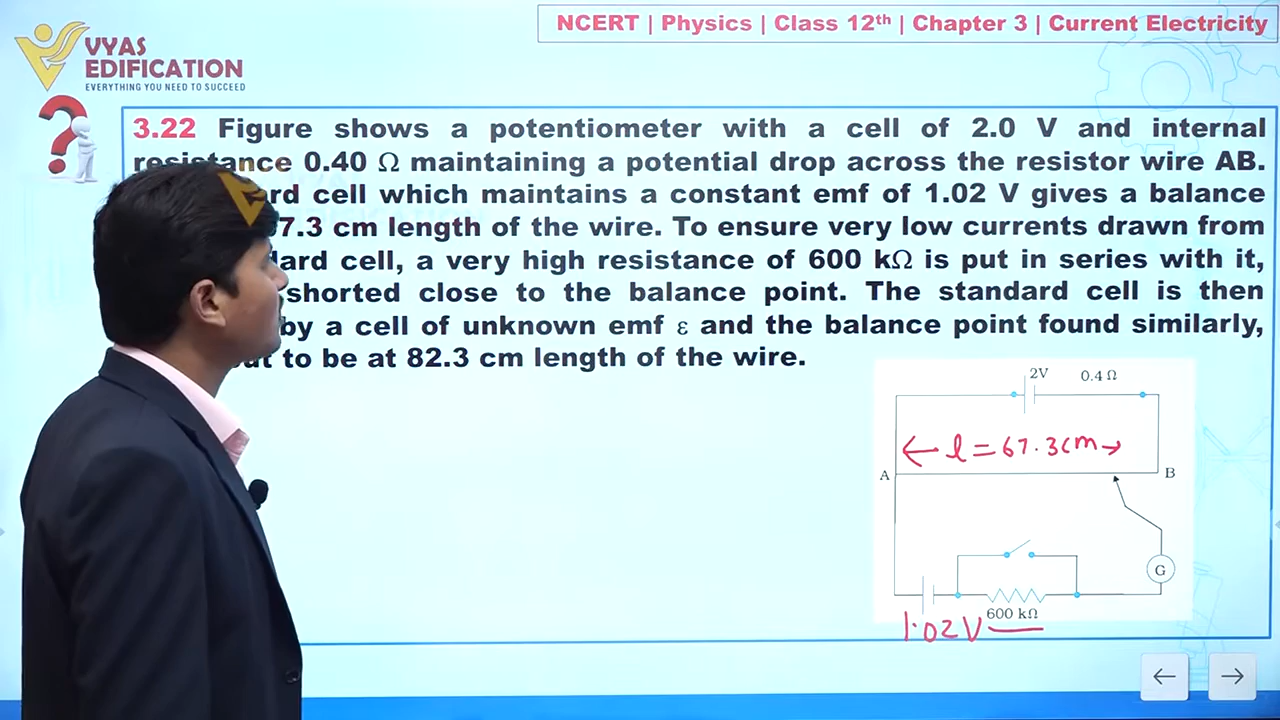 NCERT | Physics | Class 12th | Chapter 3 | Current Electricity
VYAS
EDIFICATION
EVERYTHING YOU NEED TO SUCCEED
3.22 Figure shows a potentiometer with a cell of 2.0 V and internal
resistance 0.40 Ω maintaining a potential drop across the resistor wire AB.
cell which maintains a constant emf of 1.02 V gives a balance
7.3 cm length of the wire. To ensure very low currents drawn from
cell, a very high resistance of 600 kΩ is put in series with it,
shorted close to the balance point. The standard cell is then
by a cell of unknown emf ε and the balance point found similarly,
to be at 82.3 cm length of the wire.
2V 0.4 Ω
l = 67.3cm
A B
G
600 kΩ
1.02V